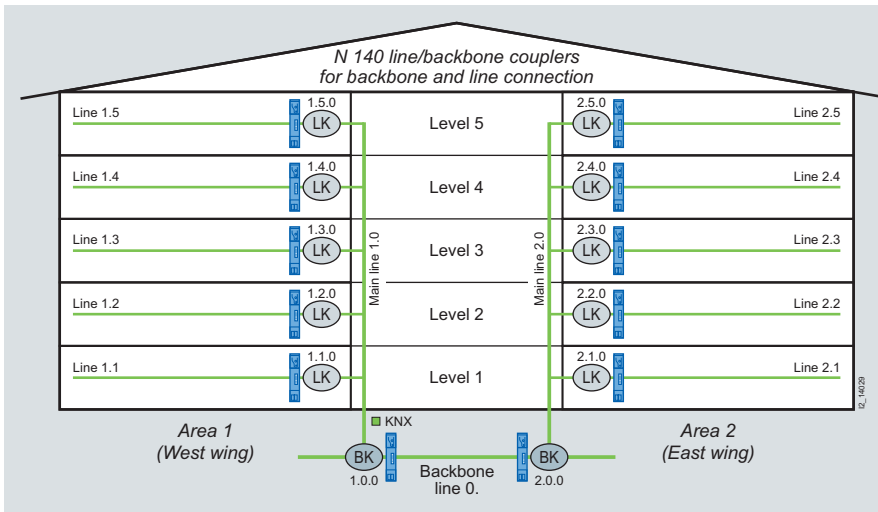 N 140 line/backbone couplers
for backbone and line connection
Line 1.5
1.5.0
LK
Level 5
2.5.0
LK
Line 2.5
Line 1.4
1.4.0
LK
Level 4
2.4.0
LK
Line 2.4
Line 1.3
1.3.0
LK
Main line 1.0
Level 3
Main line 2.0
2.3.0
LK
Line 2.3
Line 1.2
1.2.0
LK
Level 2
2.2.0
LK
Line 2.2
Line 1.1
1.1.0
LK
Level 1
2.1.0
LK
Line 2.1
I2_14029
Area 1
(West wing)
KNX
Area 2
(East wing)
BK
1.0.0
Backbone
line 0.
BK
2.0.0